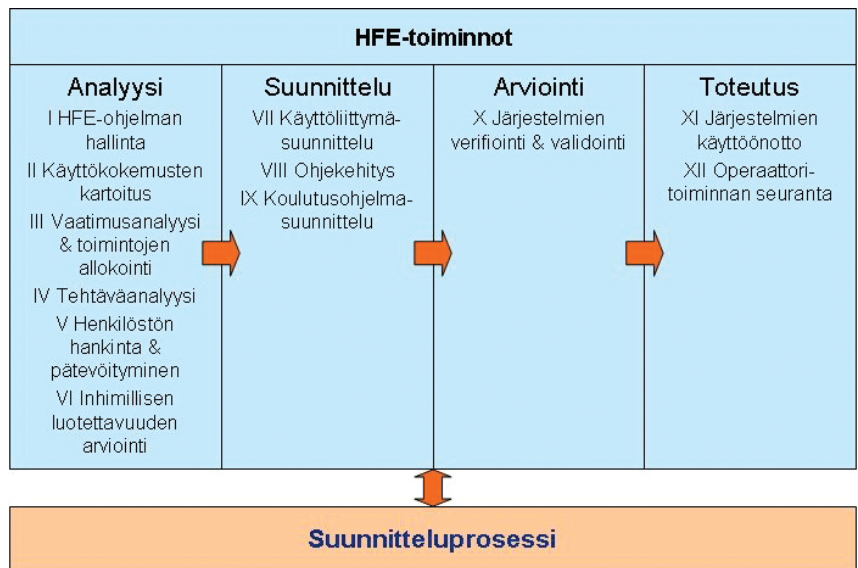 HFE-toiminnot
Analyysi
I HFE-ohjelman
hallinta
II Käyttökokemusten
kartoitus
III Vaatimusanalyysi
& toimintojen
allokointi
IV Tehtäväanalyysi
V Henkilöstön
hankinta &
pätevöityminen
VI Inhimillisen
luotettavuuden
arviointi
Suunnittelu
VII Käyttöliittymä-
suunnittelu
VIII Ohjekehitys
IX Koulutusohjelma-
suunnittelu
Arviointi
X Järjestelmien
verifiointi & validointi
Toteutus
XI Järjestelmien
käyttöönotto
XII Operaattori-
toiminnan seuranta
Suunnitteluprosessi